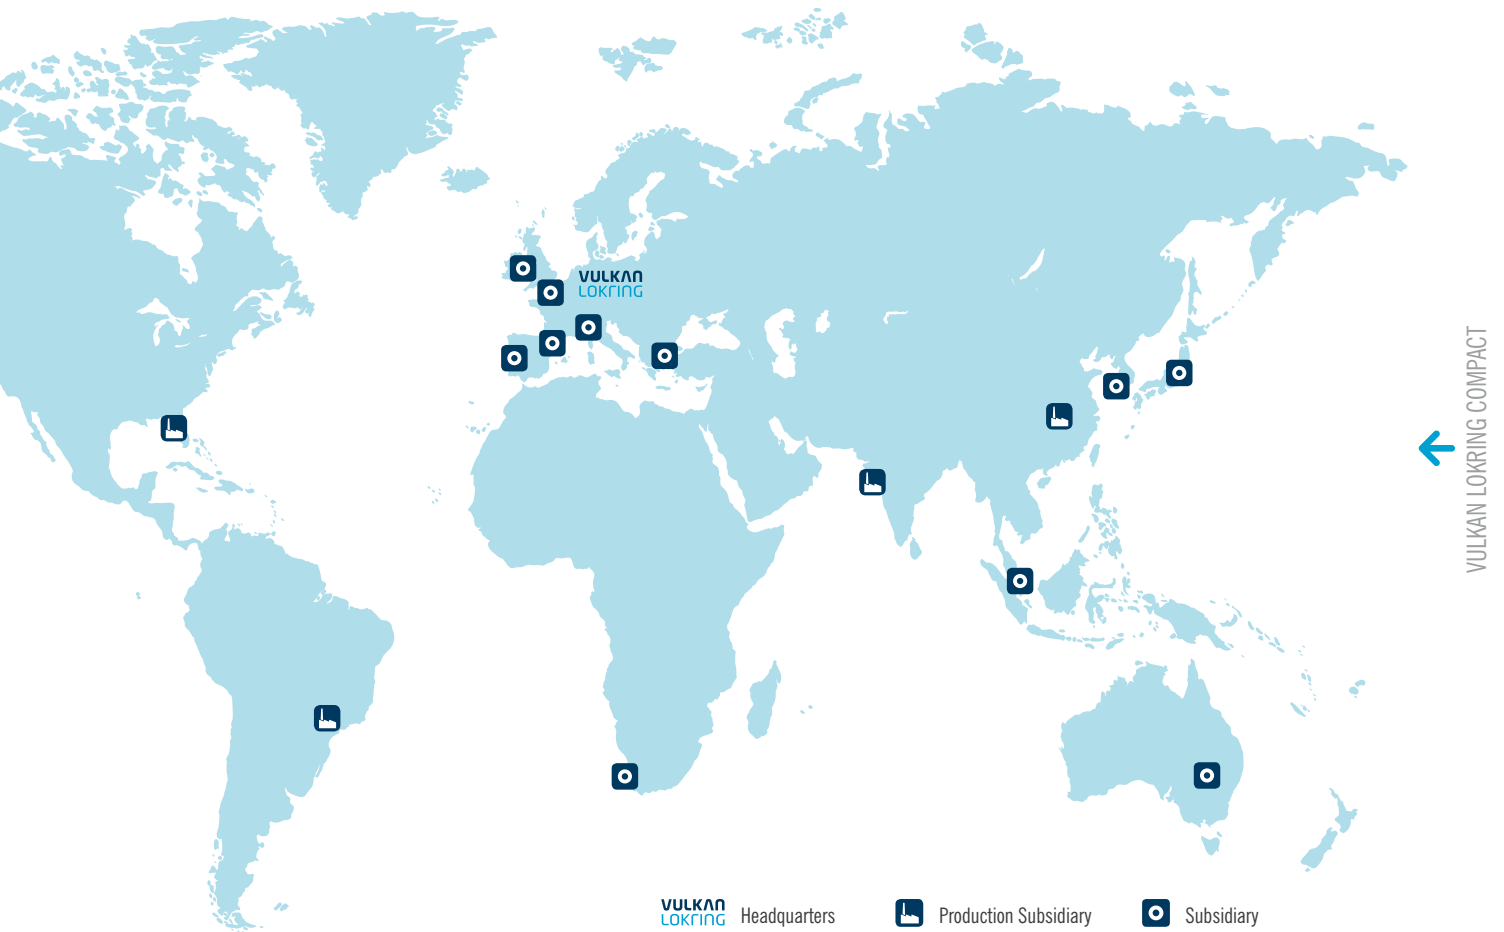 VULKAN
LOKRING
VULKAN LOKRING COMPACT
VULKAN
LOKRING
Headquarters
Production Subsidiary
Subsidiary